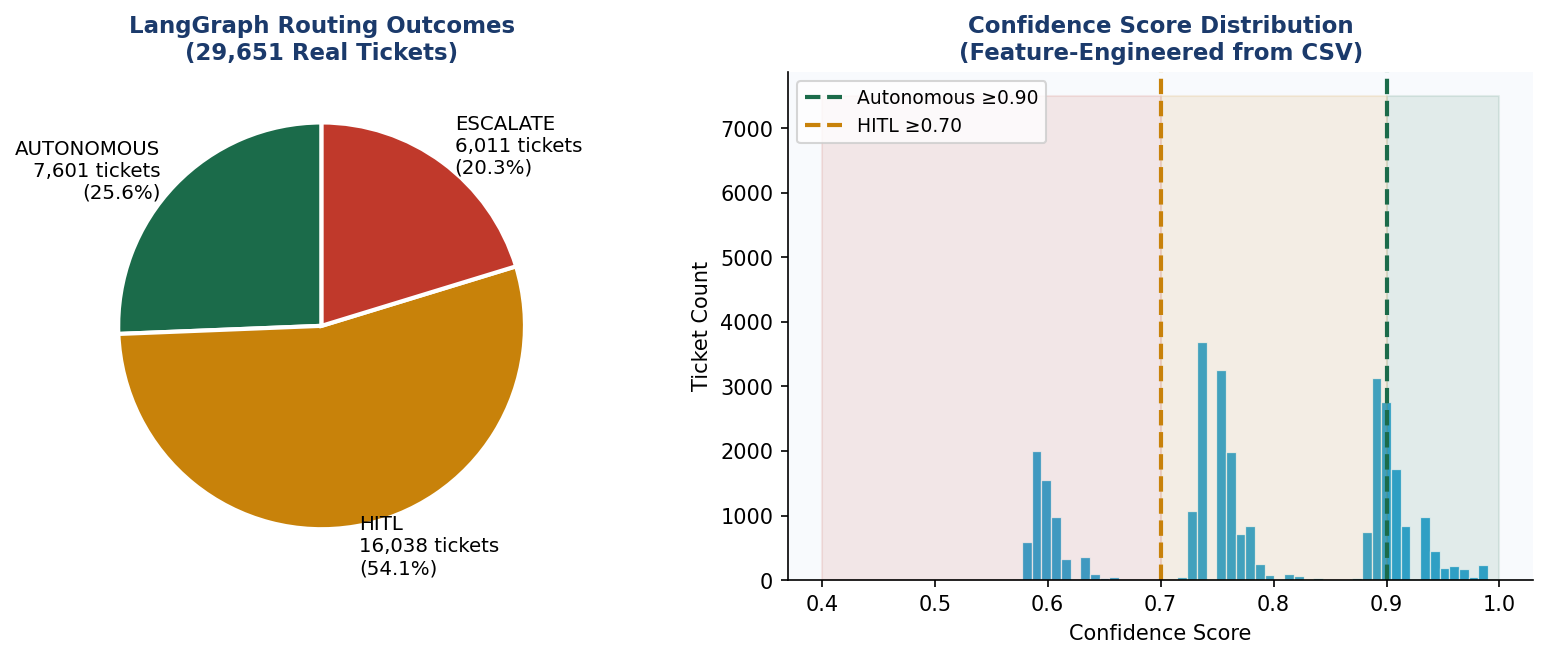 LangGraph Routing Outcomes
(29,651 Real Tickets)
AUTONOMOUS
7,601 tickets
(25.6%)
ESCALATE
6,011 tickets
(20.3%)
HITL
16,038 tickets
(54.1%)
Confidence Score Distribution
(Feature-Engineered from CSV)
Autonomous ≥0.90
HITL ≥0.70
Ticket Count
7000
6000
5000
4000
3000
2000
1000
0
0.4 0.5 0.6 0.7 0.8 0.9 1.0
Confidence Score